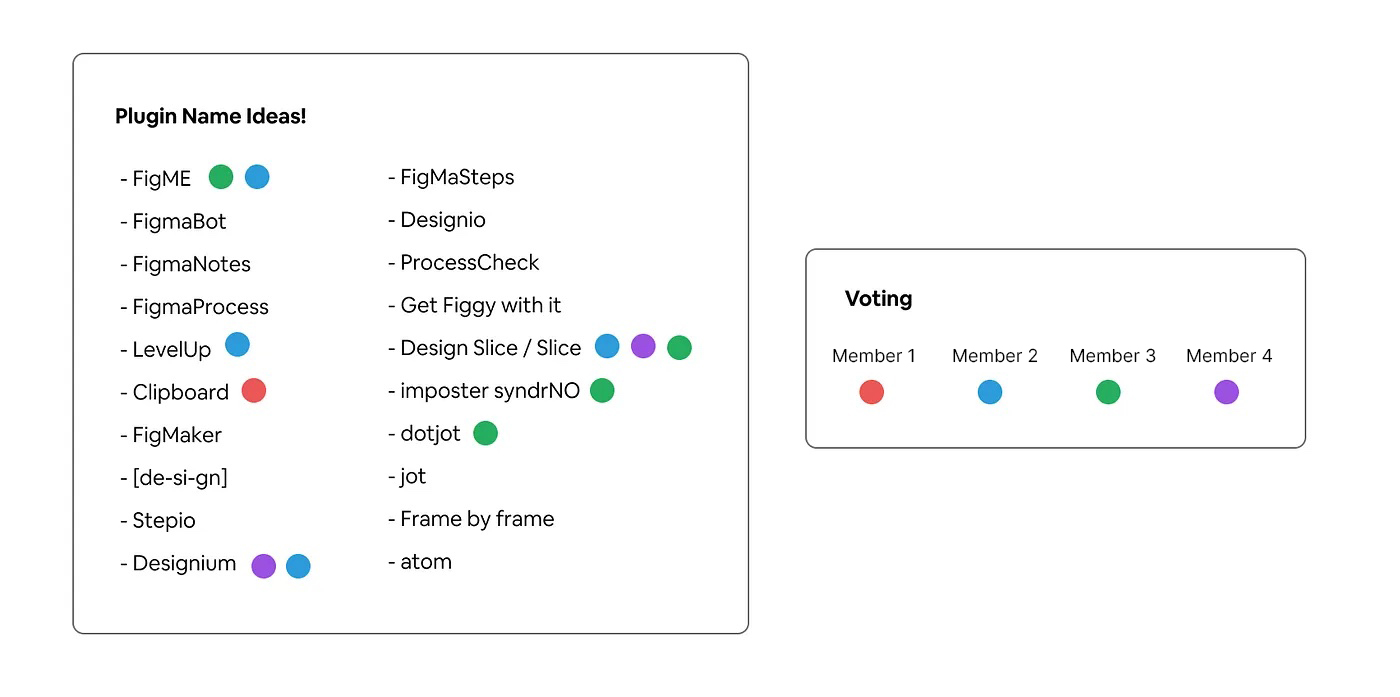 Plugin Name Ideas!
- FigME
- FigmaBot
- FigmaNotes
- FigmaProcess
- LevelUp
- Clipboard
- FigMaker
- [de-si-gn]
- Stepio
- Designium
- FigMaSteps
- Designio
- ProcessCheck
- Get Figgy with it
- Design Slice / Slice
- imposter syndrNO
- dotjot
- jot
- Frame by frame
- atom
Voting
Member 1 Member 2 Member 3 Member 4